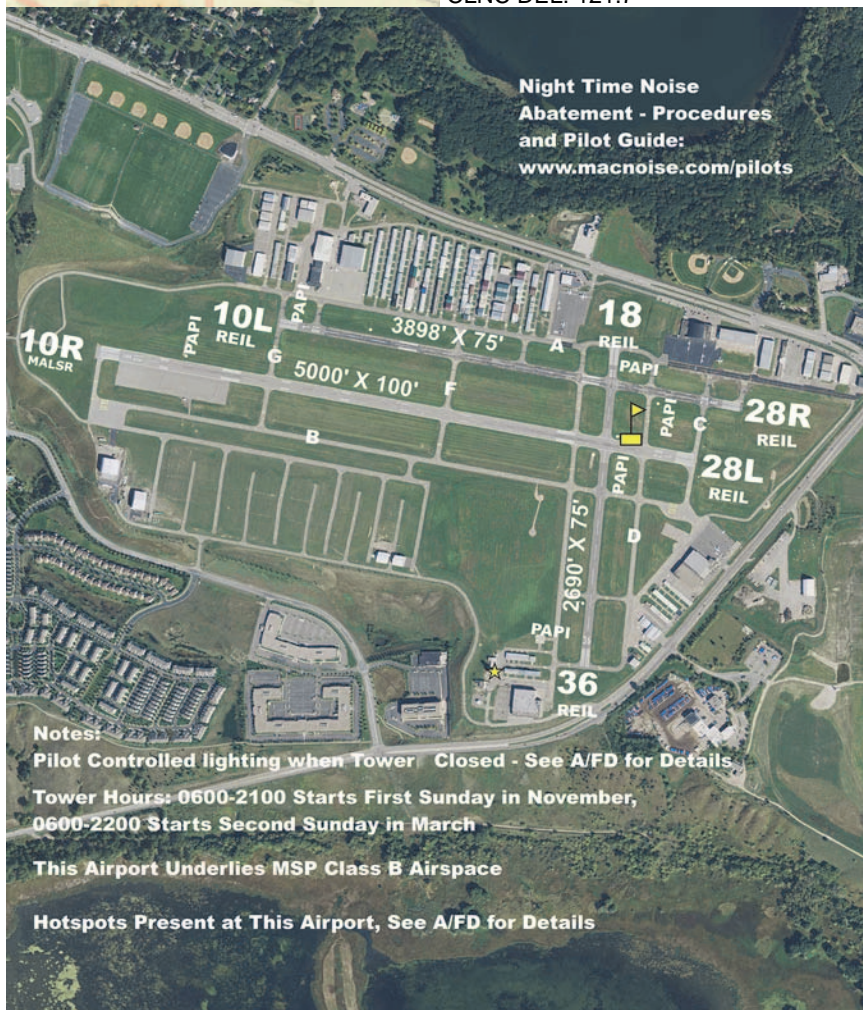 Night Time Noise
Abatement - Procedures
and Pilot Guide:
www.macnoise.com/pilots
10L
REIL
PAPI
PAPI
3898' X 75'
A
18
REIL
PAPI
10R
MALSR
G
5000' X 100'
F
PAPI
C
28R
REIL
B
PAPI
28L
REIL
D
2690' X 75'
PAPI
36
REIL
Notes:
Pilot Controlled lighting when Tower Closed - See A/FD for Details
Tower Hours: 0600-2100 Starts First Sunday in November,
0600-2200 Starts Second Sunday in March
This Airport Underlies MSP Class B Airspace
Hotspots Present at This Airport, See A/FD for Details